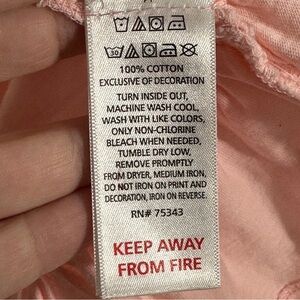 100% COTTON
EXCLUSIVE OF DECORATION
TURN INSIDE OUT,
MACHINE WASH COOL,
WASH WITH LIKE COLORS,
ONLY NON-CHLORINE
BLEACH WHEN NEEDED,
TUMBLE DRY LOW,
REMOVE PROMPTLY
FROM DRYER, MEDIUM IRON,
DO NOT IRON ON PRINT AND
DECORATION, IRON ON REVERSE.
RN# 75343
KEEP AWAY
FROM FIRE